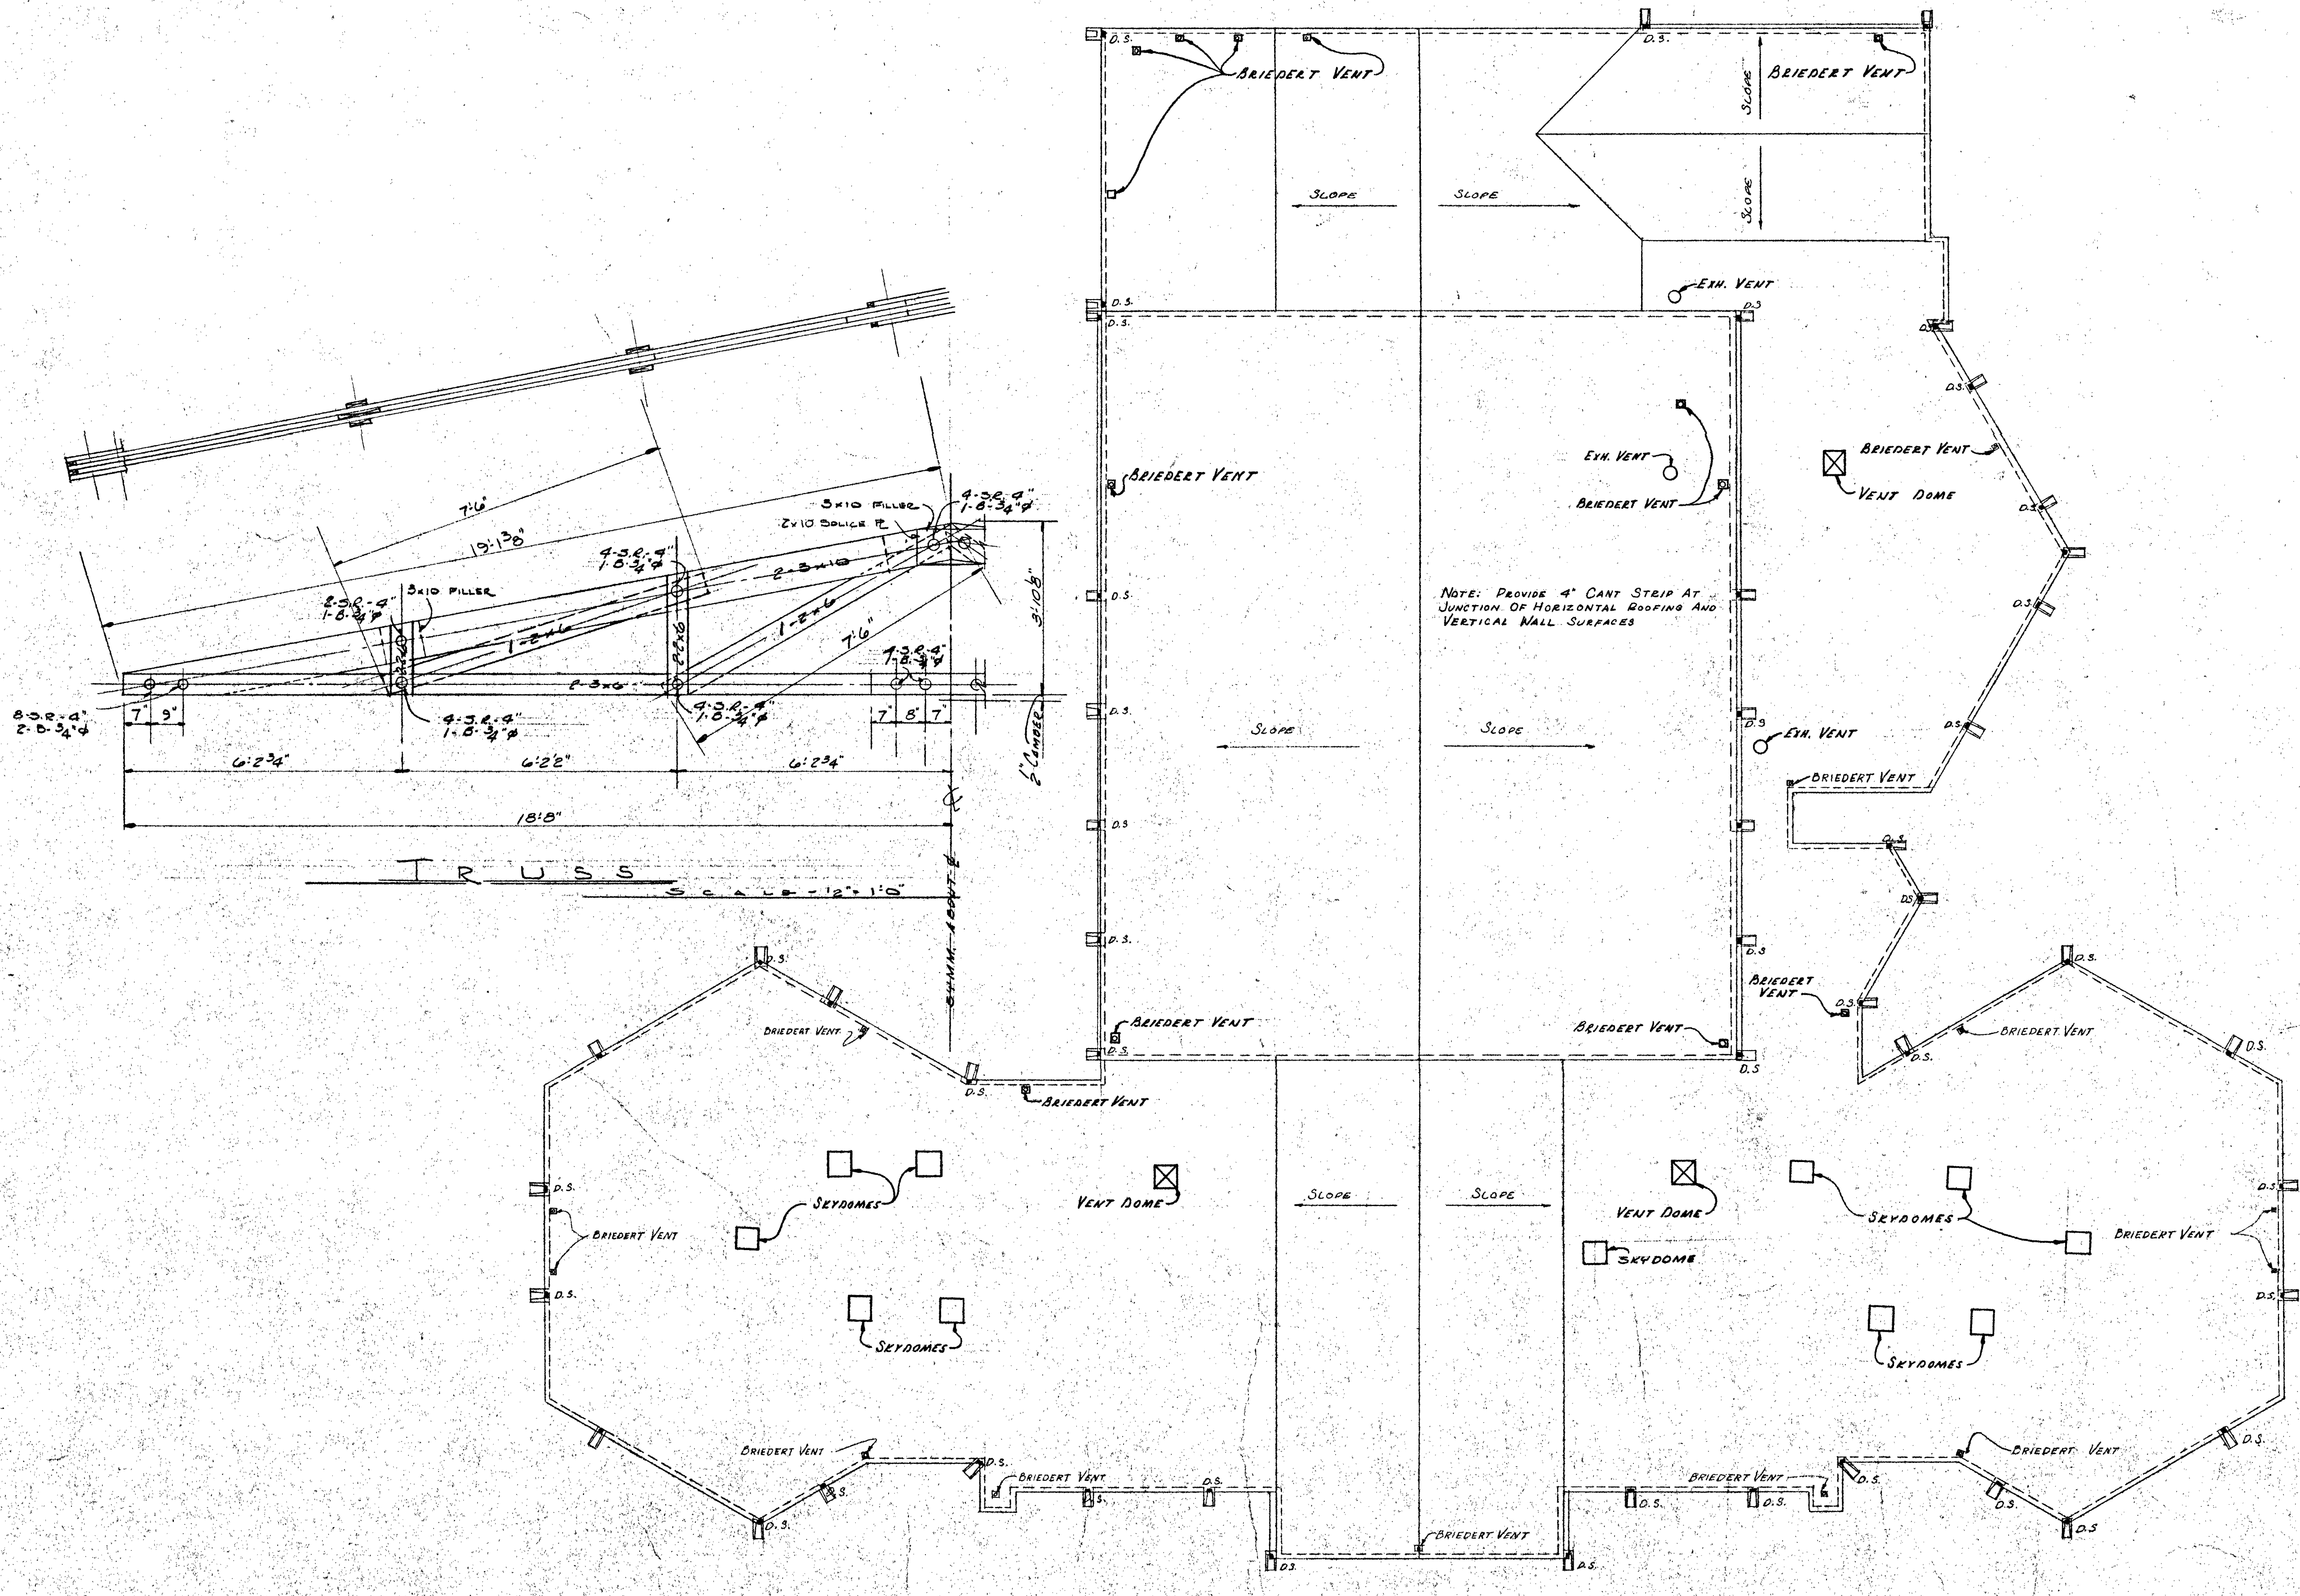 D.S.
D.S.
BRIEDERT VENT
SLOPE
BRIEDERT VENT
SLOPE
SLOPE
SLOPE
EXH. VENT
D.S.
D.S.
D.S
D.S.
BRIEDERT VENT
EXH. VENT
BRIEDERT VENT
BRIEDERT VENT
VENT DOME
D.S.
7'-6"
19'-1 3/8"
3x10 FILLER
2x10 SPLICE PL
4-S.R.-4"
1-B-3/4"φ
4-S.R.-4"
1-B-3/4"φ
2-3x10
2-S.R.-4"
1-B-3/4"φ
3x10 FILLER
1-2x6
1-2x6
2-2x6
7'-6"
3'-10 1/8"
4-S.R.-4"
1-B-3/4"φ
2-3x6
8-S.R.-4"
2-B-3/4"φ
7" 9"
4-S.R.-4"
1-B-3/4"φ
4-S.R.-4"
1-B-3/4"φ
7" 8" 7"
1/2" CAMBER
6'-2 3/4"
6'-2 1/2"
6'-2 3/4"
18'-8"
TRUSS
SCALE - 1/2" = 1'-0"
SYMM. ABOUT ℄
D.S.
NOTE: PROVIDE 4" CANT STRIP AT
JUNCTION OF HORIZONTAL ROOFING AND
VERTICAL WALL SURFACES
D.S.
D.S.
D.S.
SLOPE
SLOPE
D.S
EXH. VENT
D.S.
BRIEDERT VENT
D.S
D.S.
D.S.
D.S.
D.S
D.S.
BRIEDERT VENT
BRIEDERT
VENT
D.S.
D.S.
BRIEDERT VENT
BRIEDERT VENT
BRIEDERT VENT
D.S.
D.S.
D.S.
D.S
D.S.
BRIEDERT VENT
SKYDOMES
VENT DOME
SLOPE
SLOPE
VENT DOME
SKYDOMES
D.S.
D.S.
BRIEDERT VENT
SKYDOME
BRIEDERT VENT
D.S.
D.S.
SKYDOMES
SKYDOMES
BRIEDERT VENT
D.S.
BRIEDERT VENT
D.S.
D.S.
BRIEDERT VENT
D.S.
D.S.
D.S.
D.S.
BRIEDERT VENT
D.S.
D.S.
BRIEDERT VENT
D.S.
D.S
D.S.
D.S.